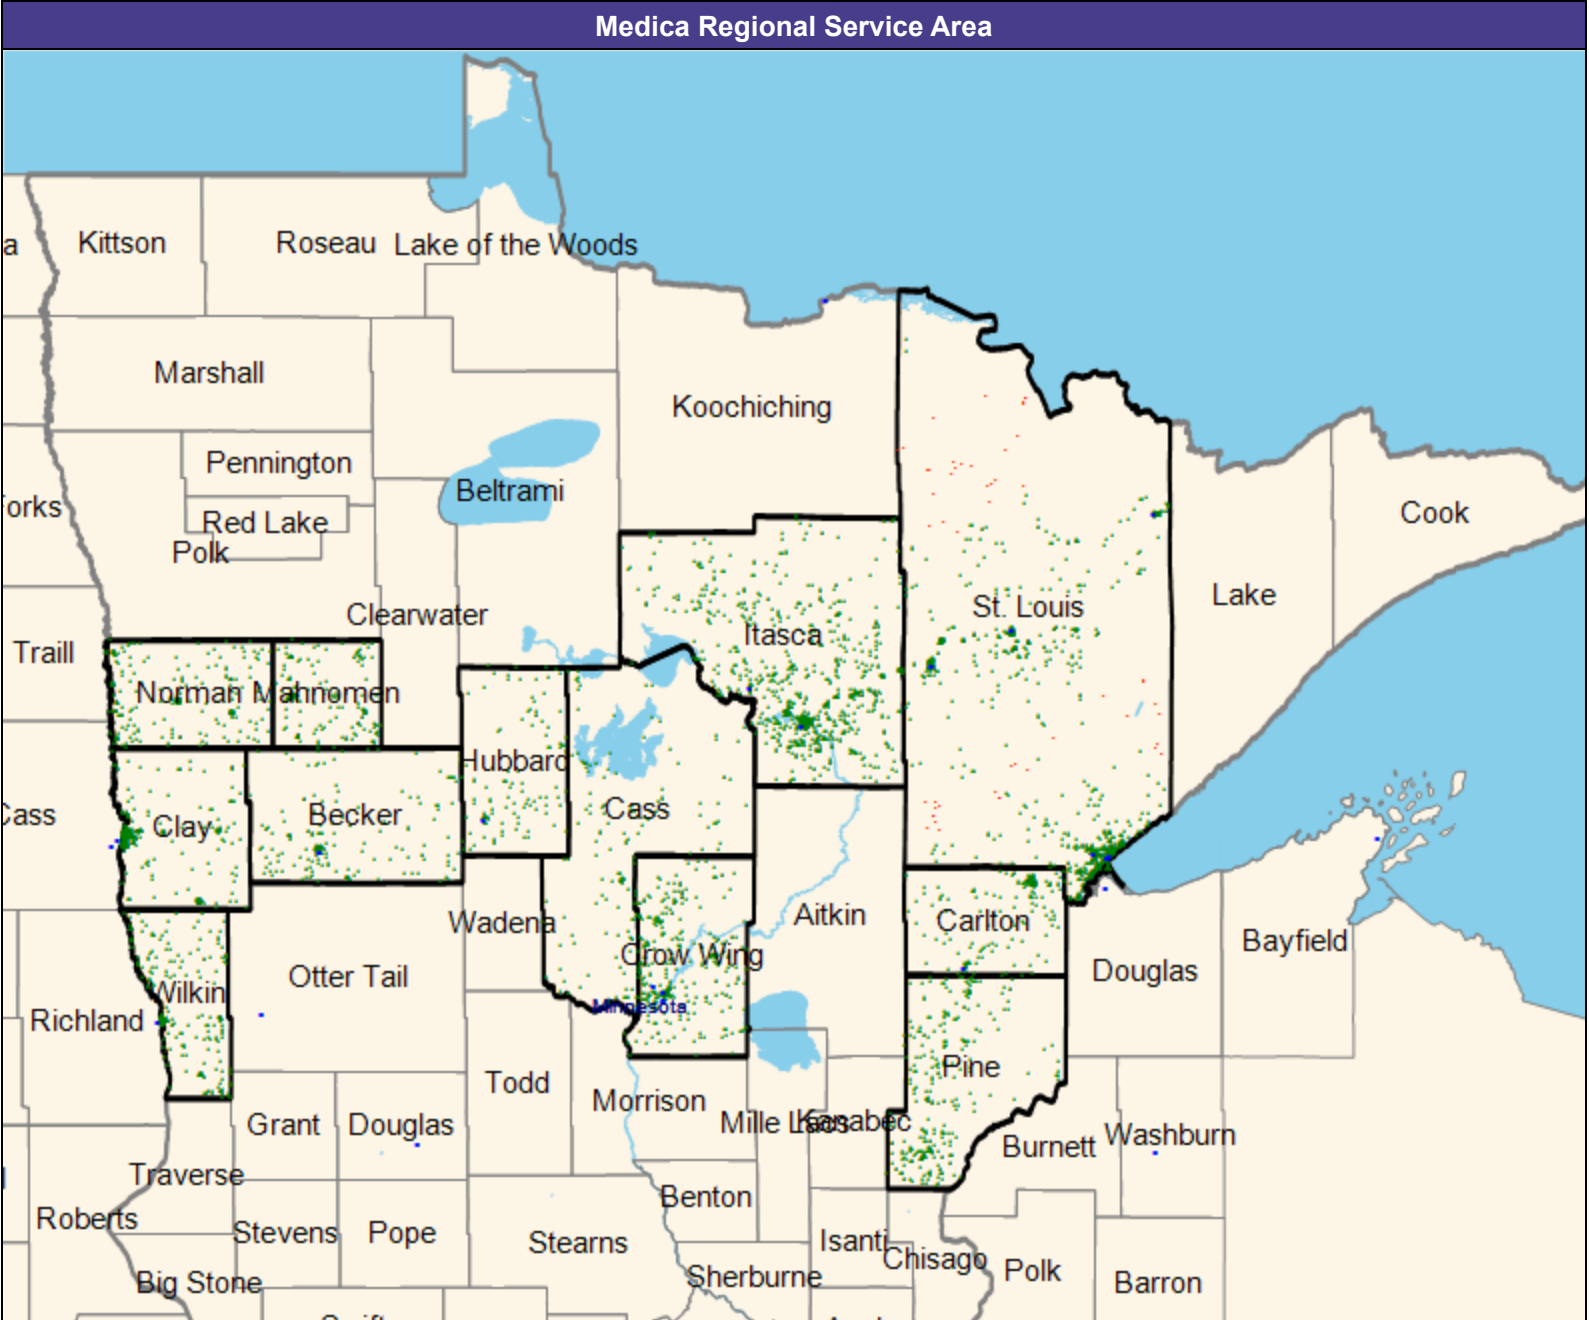 Medica Regional Service Area
a
Kittson
Roseau
Lake of the Woods
Marshall
Koochiching
Pennington
Beltrami
orks
Red Lake
Cook
Polk
Lake
Clearwater
St. Louis
Itasca
Traill
Norman
Mahnomen
Hubbard
Cass
Cass
Becker
Clay
Wadena
Aitkin
Carlton
Bayfield
Crow Wing
Douglas
Otter Tail
Wilkin
Minnesota
Richland
Pine
Todd
Morrison
Mille Lacs
Kanabec
Grant
Douglas
Burnett
Washburn
Traverse
Benton
Roberts
Stevens
Pope
Stearns
Isanti
Chisago
Polk
Barron
Sherburne
Big Stone